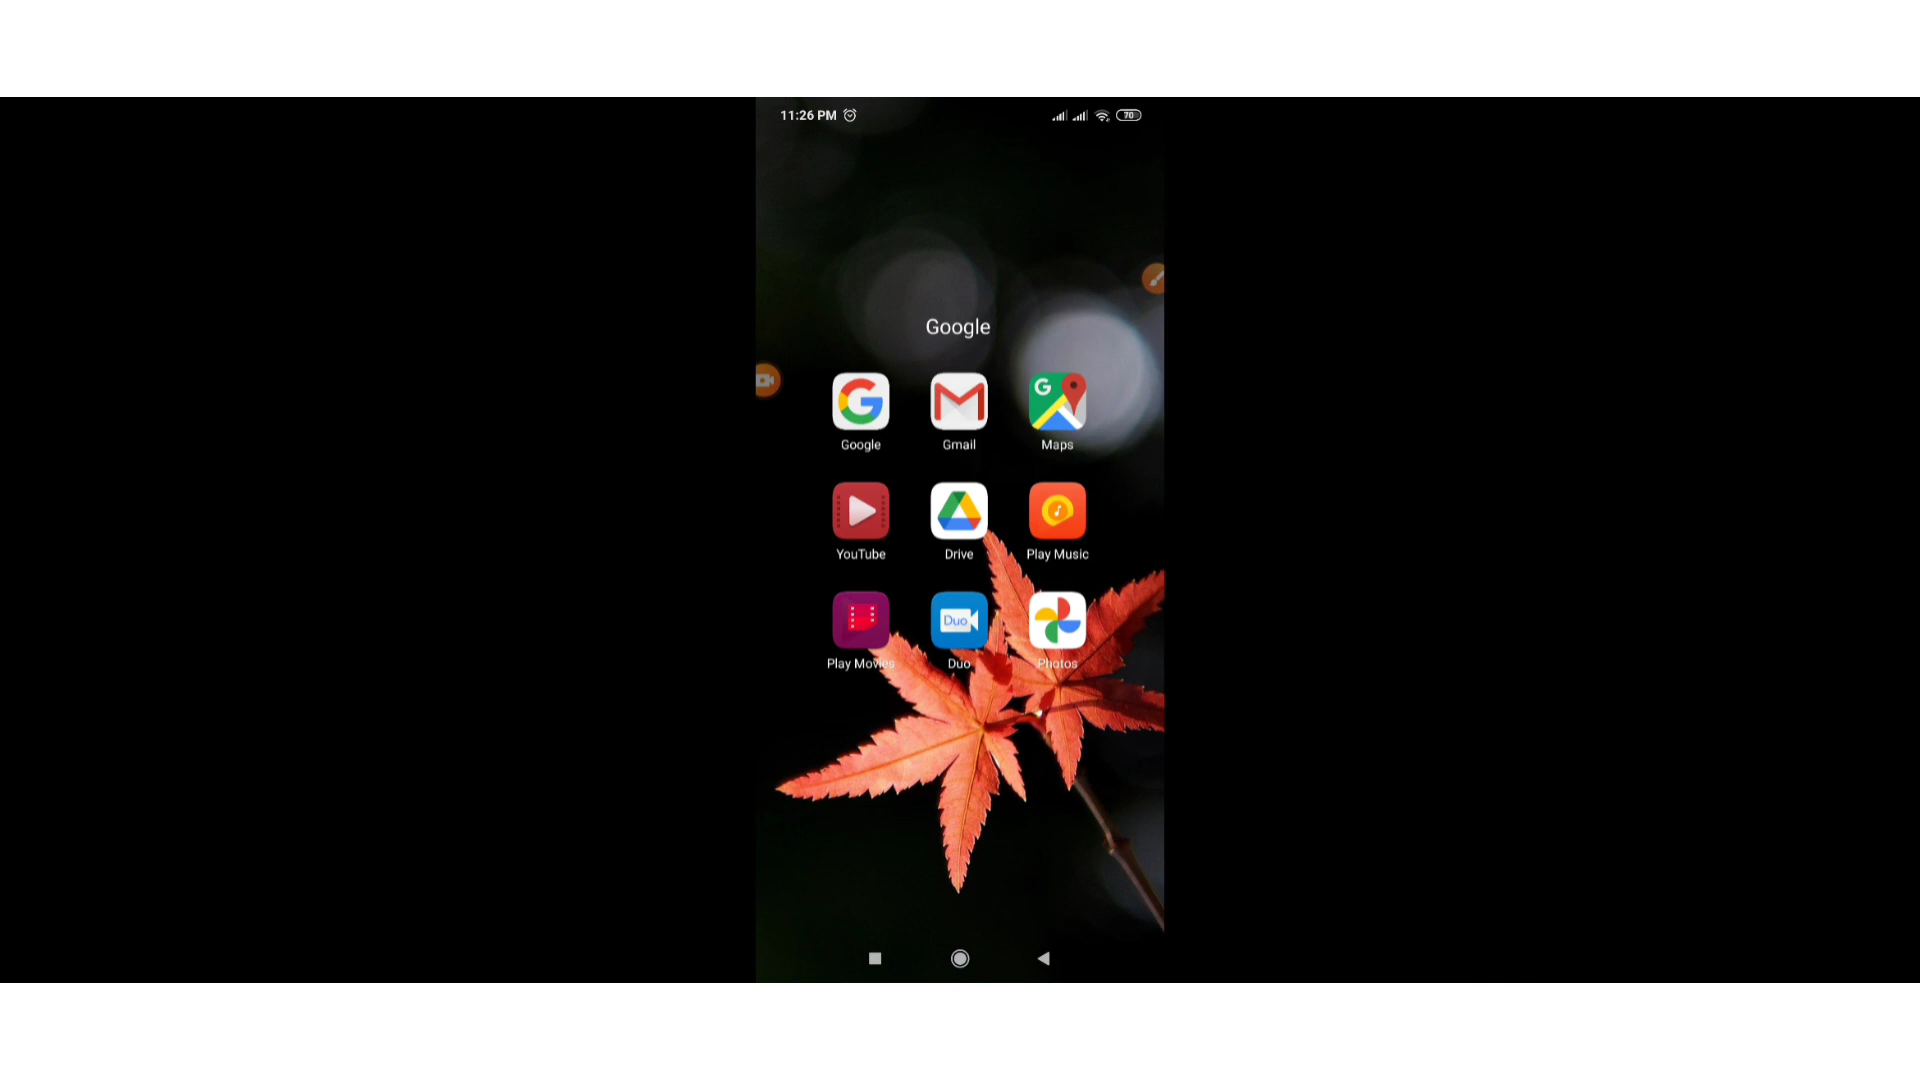 11:26 PM 70
Google
G
Google Gmail Maps
YouTube Drive Play Music
Duo
Play Movies Duo Photos